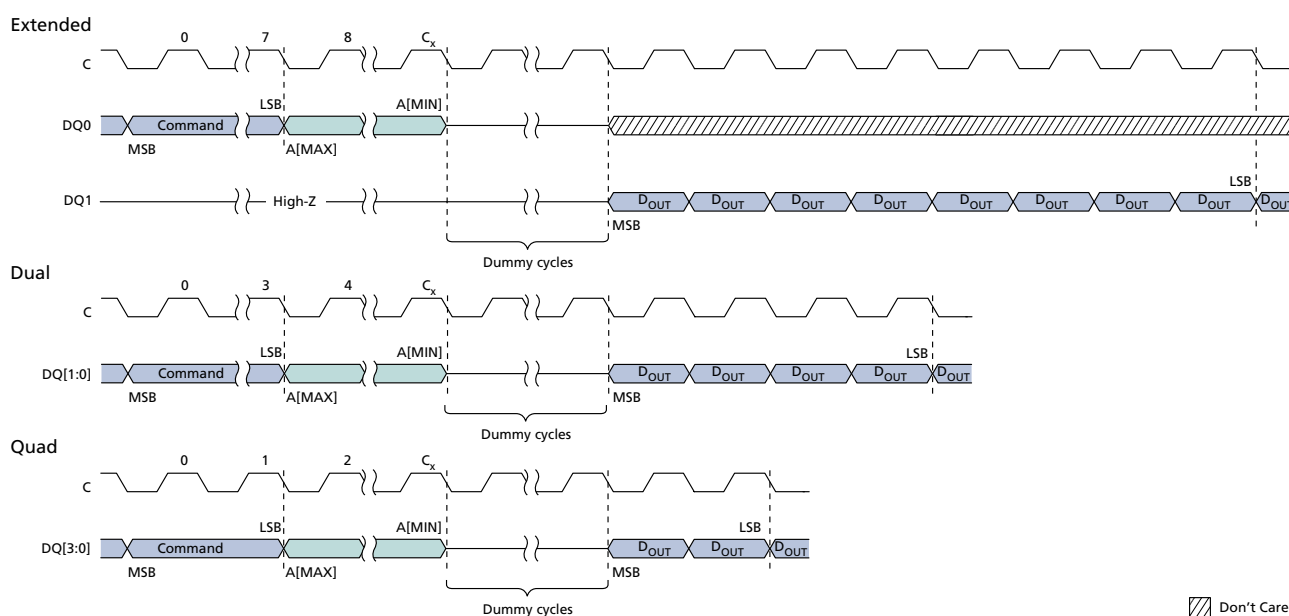 Extended
0 7 8 Cx
C
LSB A[MIN]
DQ0 Command
MSB A[MAX]
LSB
DQ1 High-Z DOUT DOUT DOUT DOUT DOUT DOUT DOUT DOUT DOUT
MSB
Dummy cycles
Dual
0 3 4 Cx
C
LSB A[MIN] LSB
DQ[1:0] Command DOUT DOUT DOUT DOUT DOUT
MSB A[MAX] MSB
Dummy cycles
Quad
0 1 2 Cx
C
LSB A[MIN] LSB
DQ[3:0] Command DOUT DOUT DOUT
MSB A[MAX] MSB
Dummy cycles
Don't Care